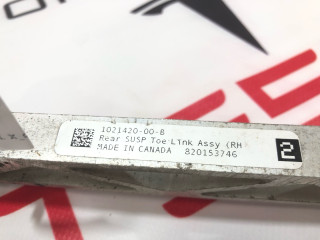 1021420-00-B
Rear SUSP Toe Link Assy (RH
MADE IN CANADA 820153746
2